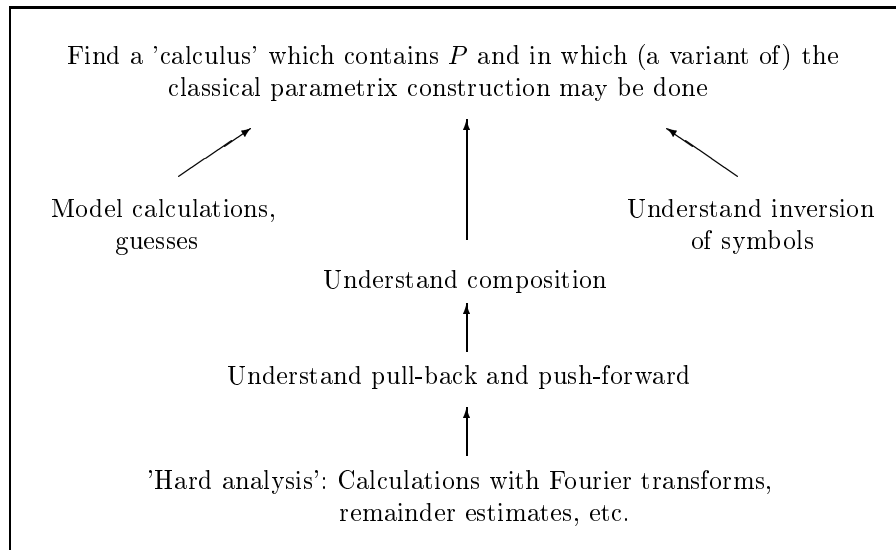 Find a 'calculus' which contains P and in which (a variant of) the
classical parametrix construction may be done
Model calculations,
guesses
Understand inversion
of symbols
Understand composition
Understand pull-back and push-forward
'Hard analysis': Calculations with Fourier transforms,
remainder estimates, etc.